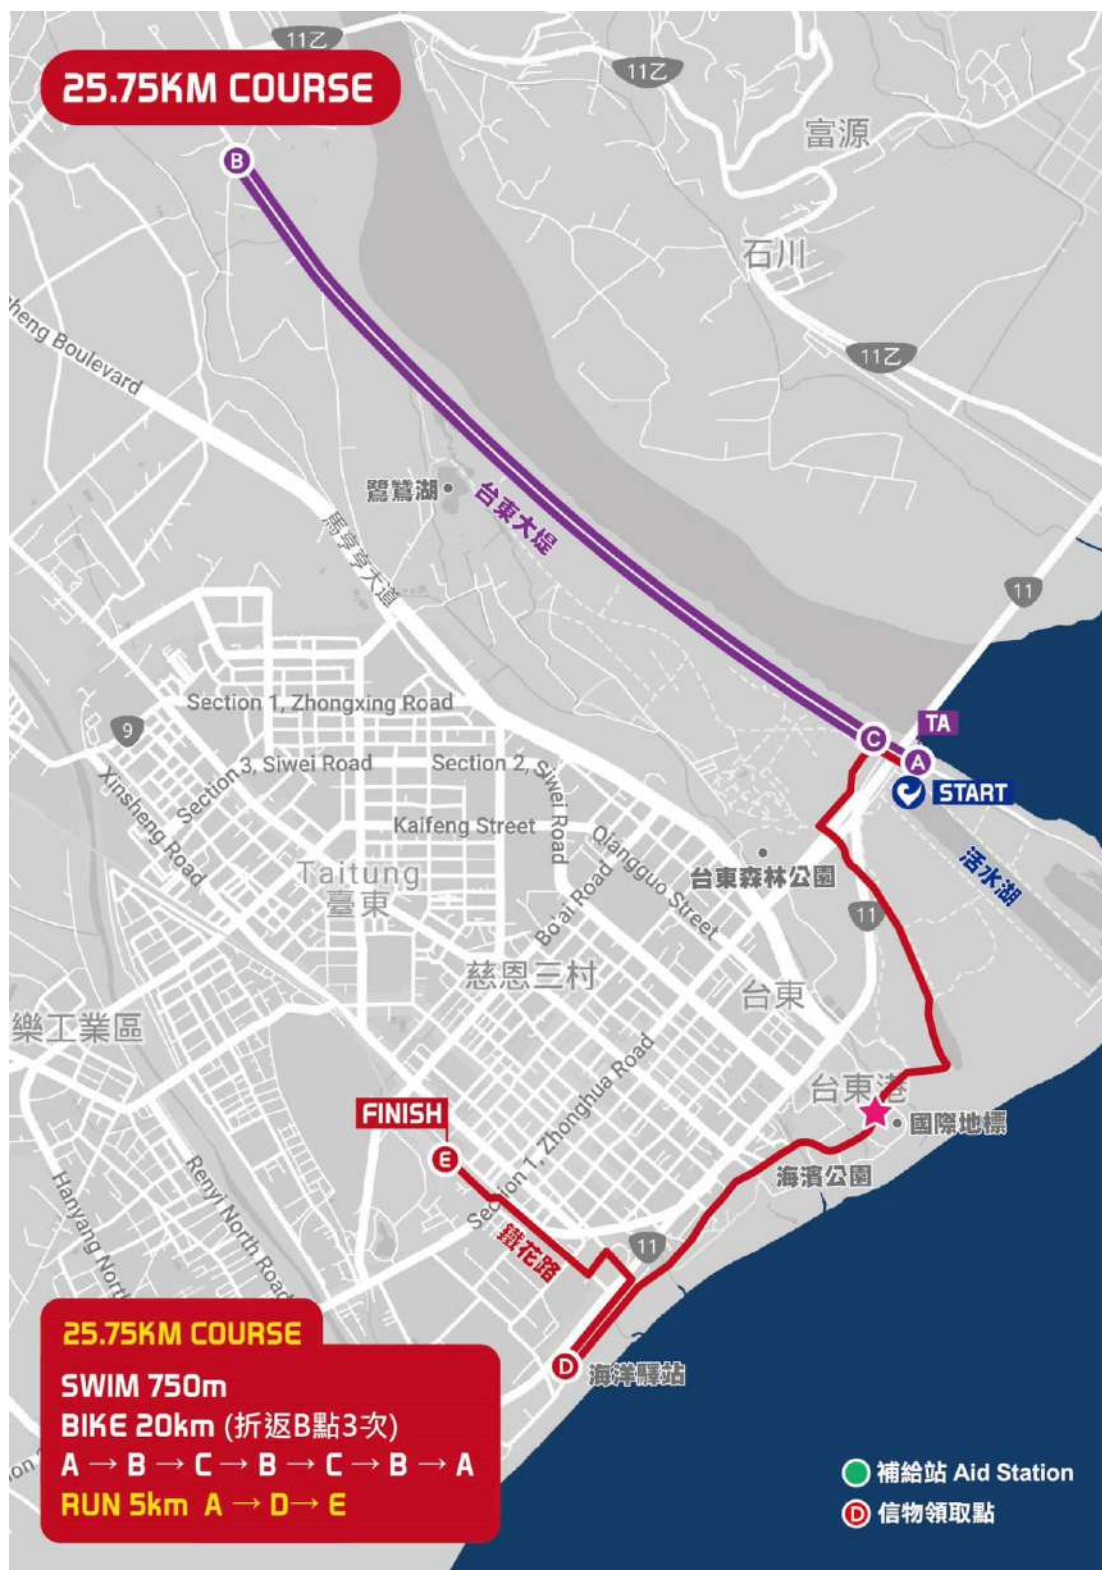 11乙
25.75KM COURSE
11乙
富源
B
石川
11乙
heng Boulevard
鷺鷥湖
台東大堤
馬亨亨大道
11
Section 1, Zhongxing Road
9
TA
C
A
START
Section 3, Siwei Road
Section 2, Siwei Road
Xinsheng Road
Kaifeng Street
Qiangguo Street
台東森林公園
活水湖
Taitung
臺東
Bo'ai Road
11
慈恩三村
台東
樂工業區
Section 1, Zhonghua Road
台東港
國際地標
FINISH
E
海濱公園
Hanyang North
Renyi North Road
鐵花路
11
D
海洋驛站
25.75KM COURSE
SWIM 750m
BIKE 20km (折返B點3次)
A → B → C → B → C → B → A
RUN 5km A → D → E
on
補給站 Aid Station
D 信物領取點